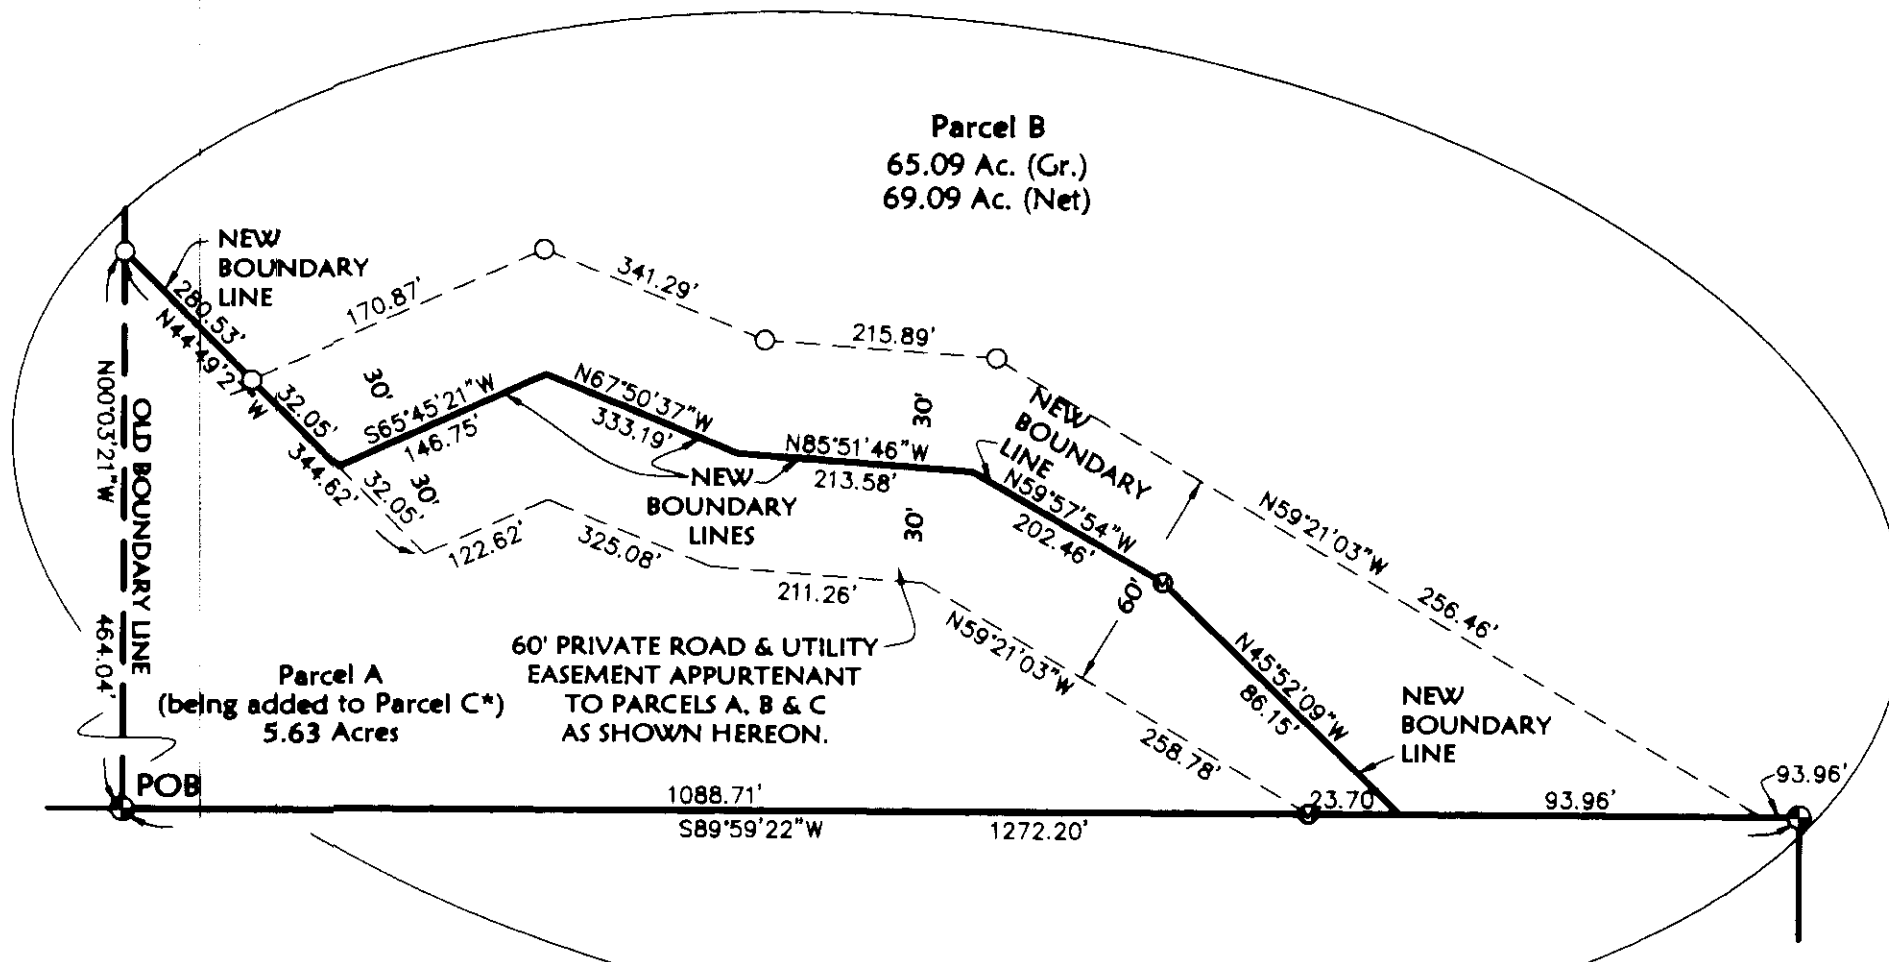 Parcel B
65.09 Ac. (Gr.)
69.09 Ac. (Net)
NEW
BOUNDARY
LINE
280.53'
N44°49'27"W
170.87'
341.29'
215.89'
N00°03'21"W
464.04'
OLD BOUNDARY LINE
32.05'
344.62'
30'
S65°45'21"W
146.75'
30'
32.05'
N67°50'37"W
333.19'
NEW
BOUNDARY
LINES
N85°51'46"W
213.58'
30'
30'
NEW
BOUNDARY
LINE
N59°57'54"W
202.46'
N59°21'03"W
256.46'
60'
122.62'
325.08'
211.26'
N59°21'03"W
258.78'
N45°52'09"W
86.15'
NEW
BOUNDARY
LINE
60' PRIVATE ROAD & UTILITY
EASEMENT APPURTENANT
TO PARCELS A, B & C
AS SHOWN HEREON.
Parcel A
(being added to Parcel C*)
5.63 Acres
POB
1088.71'
23.70
93.96'
93.96'
S89°59'22"W
1272.20'